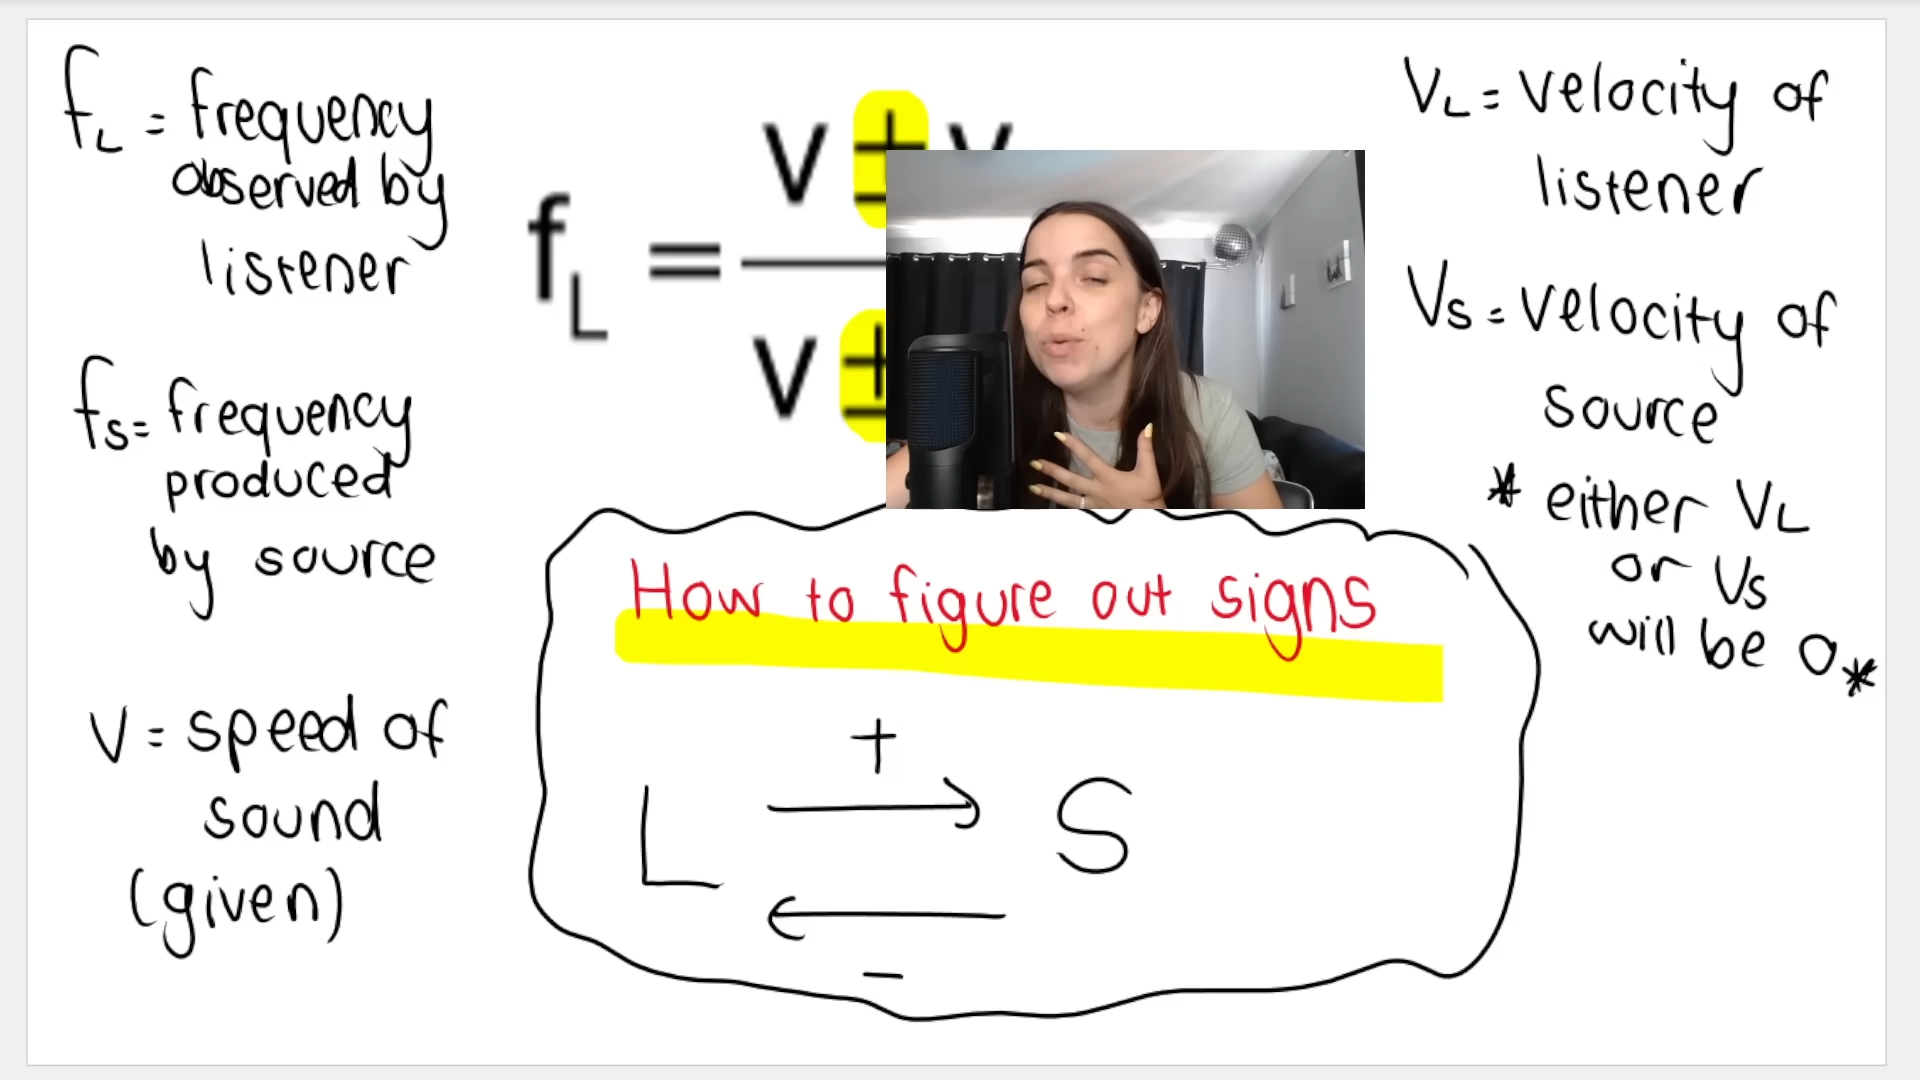 fL = frequency
observed by
listener
fs = frequency
produced
by source
v = speed of
sound
(given)
fL = v ± v
v ±
How to figure out signs
+
L → S
←
−
VL = velocity of
listener
Vs = velocity of
source
* either VL
or Vs
will be 0 *